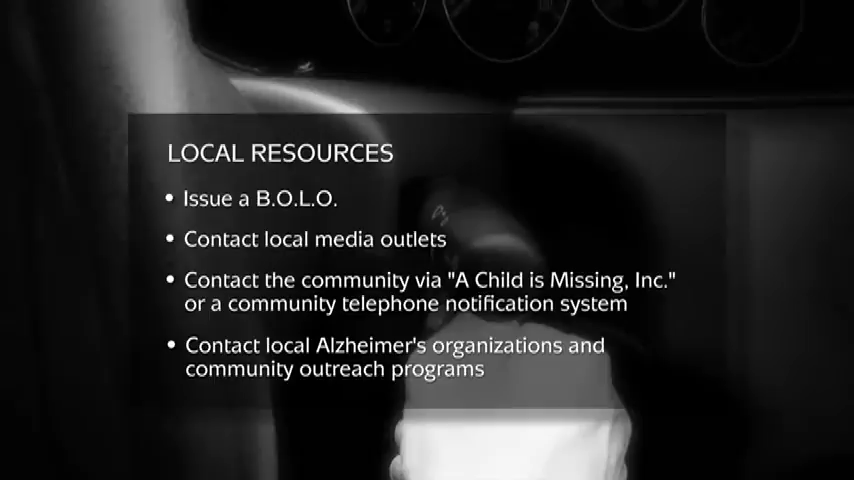 LOCAL RESOURCES
• Issue a B.O.L.O.
• Contact local media outlets
• Contact the community via "A Child is Missing, Inc."
or a community telephone notification system
• Contact local Alzheimer's organizations and
community outreach programs